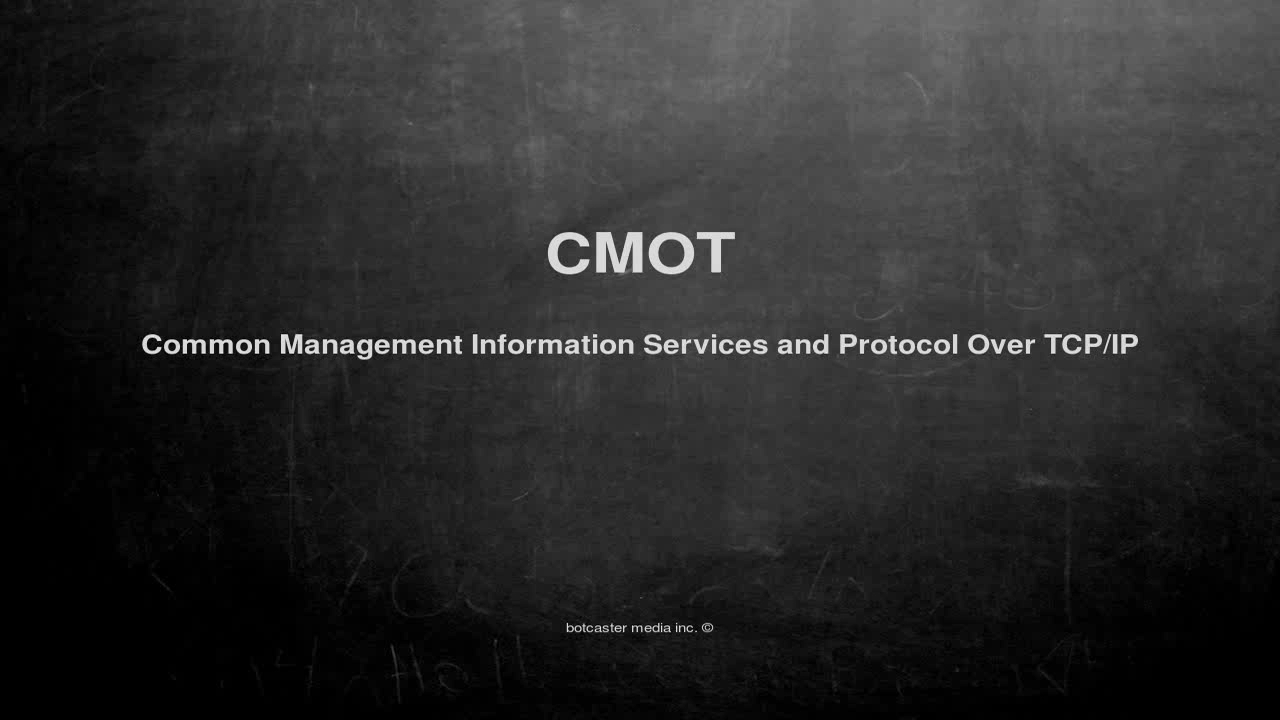 CMOT
Common Management Information Services and Protocol Over TCP/IP
botcaster media inc. ©